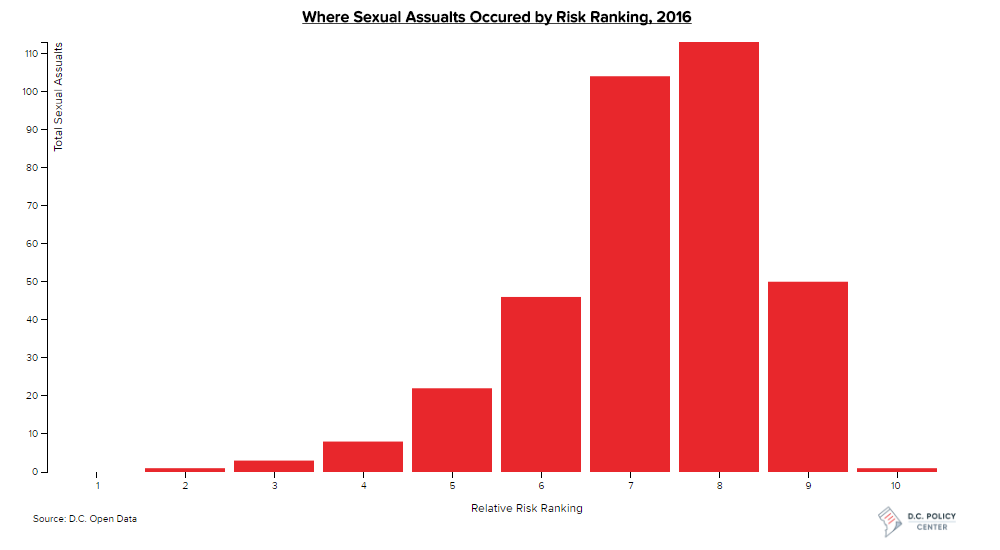 Where Sexual Assualts Occured by Risk Ranking, 2016
Total Sexual Assualts
110
100
90
80
70
60
50
40
30
20
10
0
1 2 3 4 5 6 7 8 9 10
Relative Risk Ranking
Source: D.C. Open Data
D.C. POLICY
CENTER